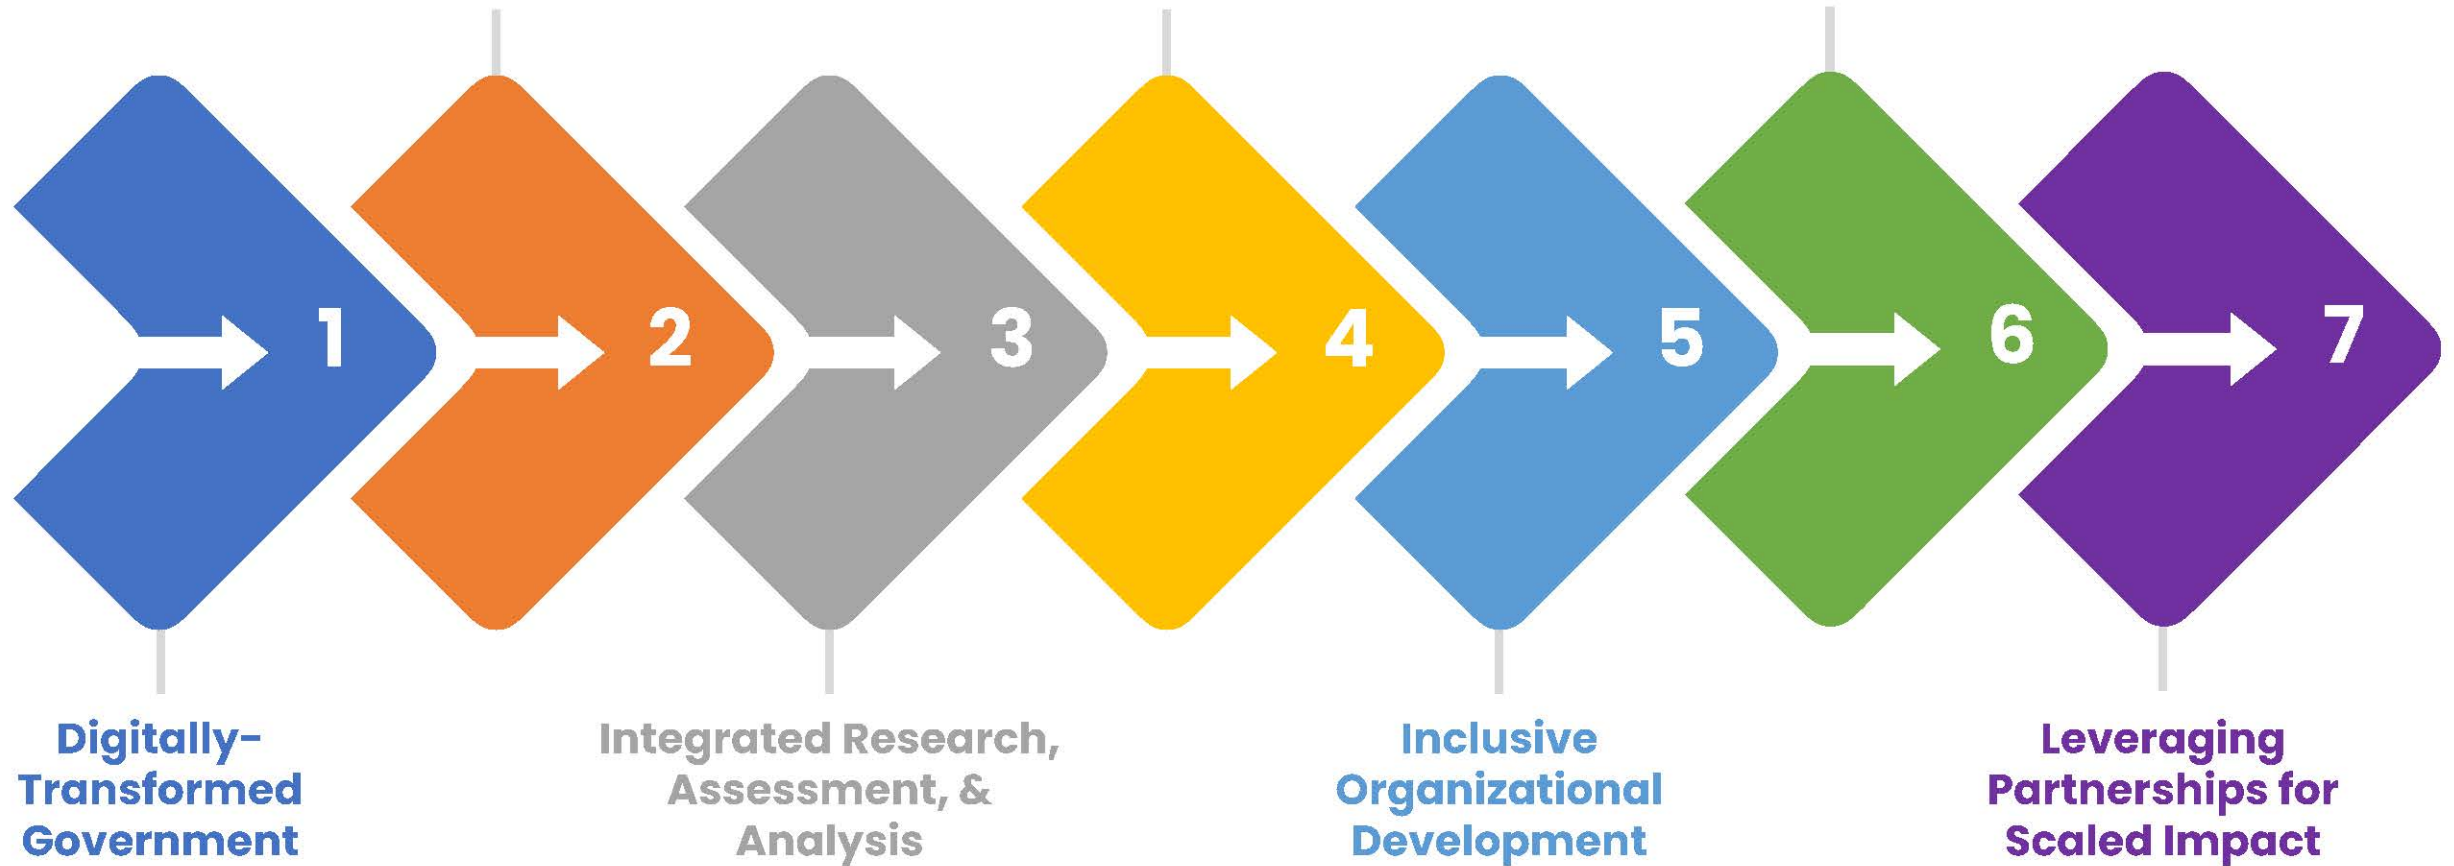 1
2
3
4
5
6
7
Digitally-
Transformed
Government
Integrated Research,
Assessment, &
Analysis
Inclusive
Organizational
Development
Leveraging
Partnerships for
Scaled Impact